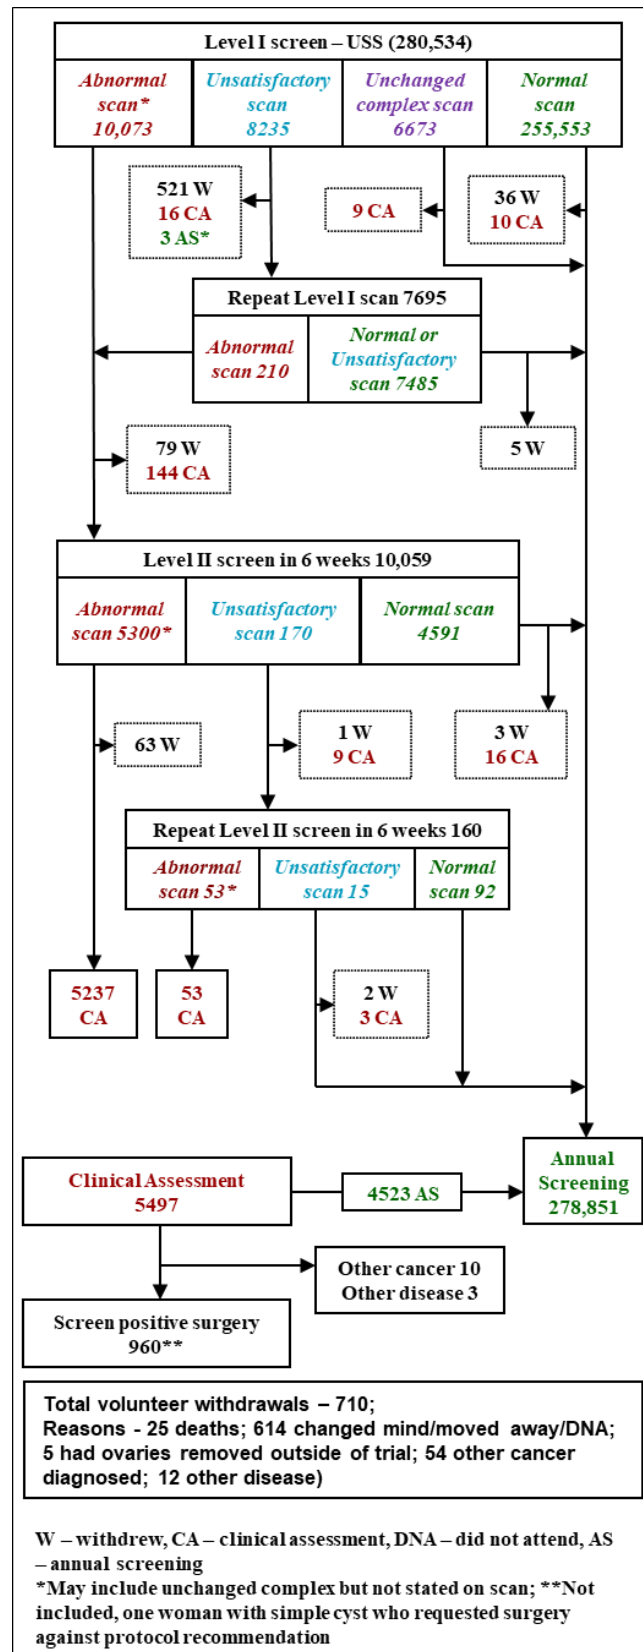 Level I screen – USS (280,534)
Abnormal
scan*
10,073
Unsatisfactory
scan
8235
Unchanged
complex scan
6673
Normal
scan
255,553
521 W
16 CA
3 AS*
9 CA
36 W
10 CA
Repeat Level I scan 7695
Abnormal
scan 210
Normal or
Unsatisfactory
scan 7485
5 W
79 W
144 CA
Level II screen in 6 weeks 10,059
Abnormal
scan 5300*
Unsatisfactory
scan 170
Normal scan
4591
63 W
1 W
9 CA
3 W
16 CA
Repeat Level II screen in 6 weeks 160
Abnormal
scan 53*
Unsatisfactory
scan 15
Normal
scan 92
5237
CA
53
CA
2 W
3 CA
Clinical Assessment
5497
4523 AS
Annual
Screening
278,851
Other cancer 10
Other disease 3
Screen positive surgery
960**
Total volunteer withdrawals – 710;
Reasons - 25 deaths; 614 changed mind/moved away/DNA;
5 had ovaries removed outside of trial; 54 other cancer
diagnosed; 12 other disease)
W – withdrew, CA – clinical assessment, DNA – did not attend, AS
– annual screening
*May include unchanged complex but not stated on scan; **Not
included, one woman with simple cyst who requested surgery
against protocol recommendation